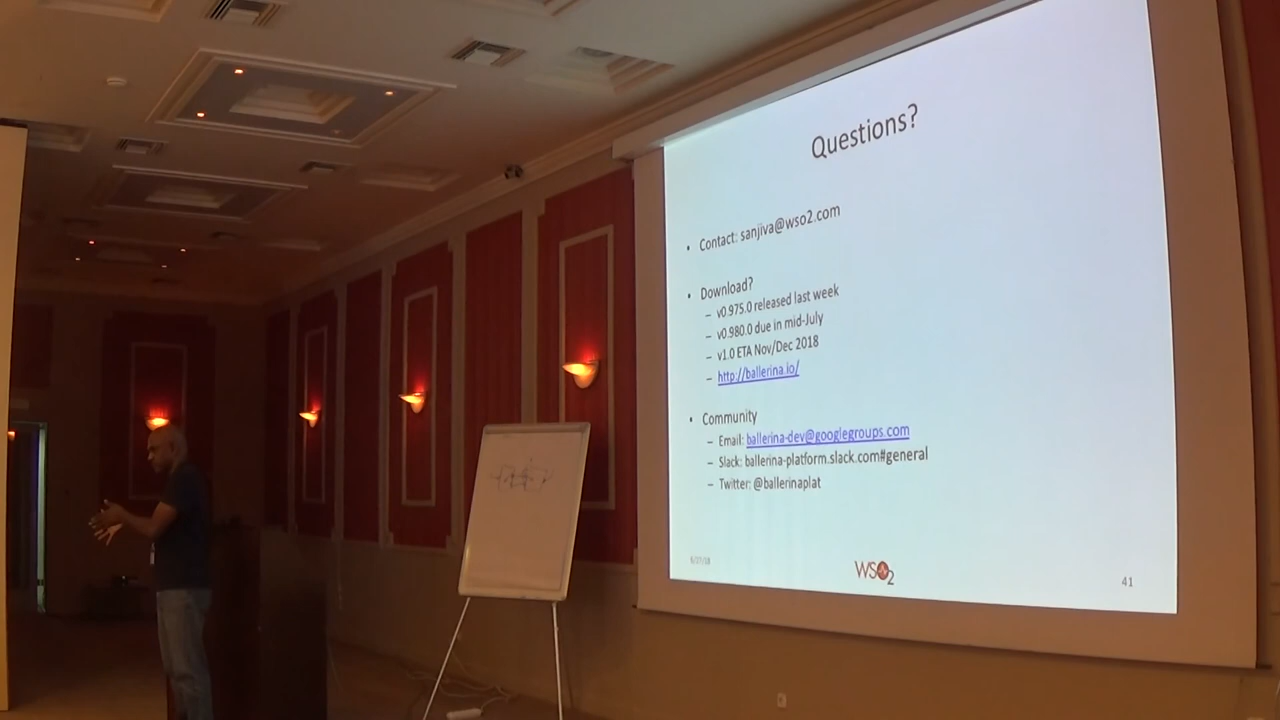 Questions?
• Contact: sanjiva@wso2.com
• Download?
– v0.975.0 released last week
– v0.980.0 due in mid-July
– v1.0 ETA Nov/Dec 2018
– http://ballerina.io/
• Community
– Email: ballerina-dev@googlegroups.com
– Slack: ballerina-platform.slack.com#general
– Twitter: @ballerinaplat
WSO2
41